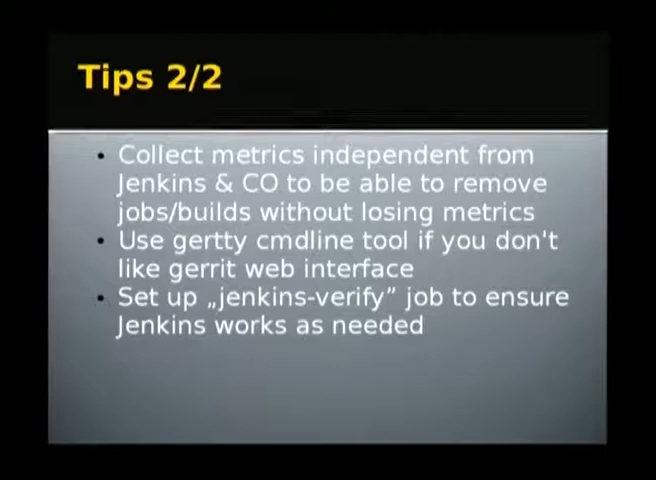 Tips 2/2
• Collect metrics independent from
Jenkins & CO to be able to remove
jobs/builds without losing metrics
• Use gertty cmdline tool if you don't
like gerrit web interface
• Set up „jenkins-verify” job to ensure
Jenkins works as needed